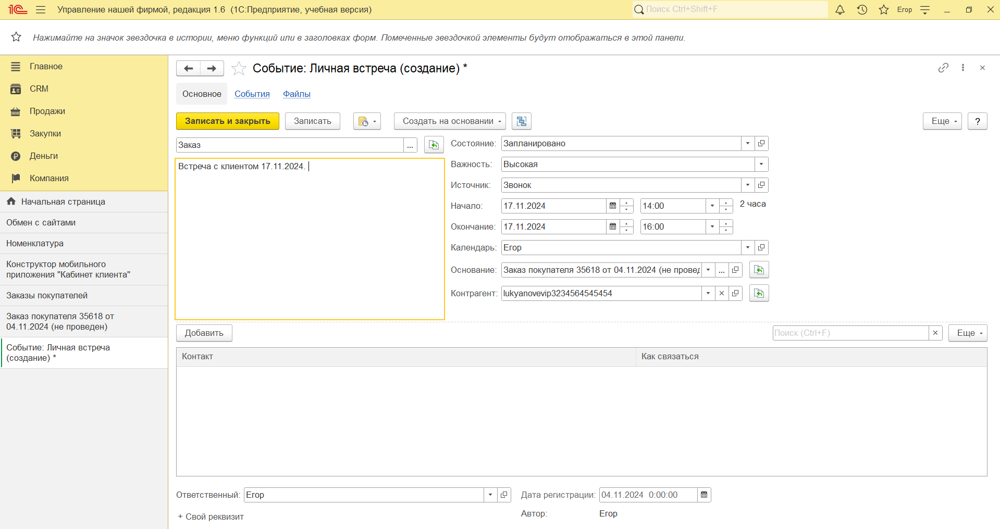 1С Управление нашей фирмой, редакция 1.6 (1С:Предприятие, учебная версия) Поиск Ctrl+Shift+F Егор
Нажимайте на значок звездочка в истории, меню функций или в заголовках форм. Помеченные звездочкой элементы будут отображаться в этой панели.
Главное
CRM
Продажи
Закупки
Деньги
Компания
Начальная страница
Обмен с сайтами
Номенклатура
Конструктор мобильного
приложения "Кабинет клиента"
Заказы покупателей
Заказ покупателя 35618 от
04.11.2024 (не проведен)
Событие: Личная встреча
(создание) *
Событие: Личная встреча (создание) *
Основное События Файлы
Записать и закрыть Записать Создать на основании Еще ?
Заказ ...
Встреча с клиентом 17.11.2024.
Состояние: Запланировано
Важность: Высокая
Источник: Звонок
Начало: 17.11.2024 14:00 2 часа
Окончание: 17.11.2024 16:00
Календарь: Егор
Основание: Заказ покупателя 35618 от 04.11.2024 (не провед ...
Контрагент: lukyanovevip3234564545454
Добавить Поиск (Ctrl+F) Еще
Контакт Как связаться
Ответственный: Егор Дата регистрации: 04.11.2024 0:00:00
+ Свой реквизит Автор: Егор